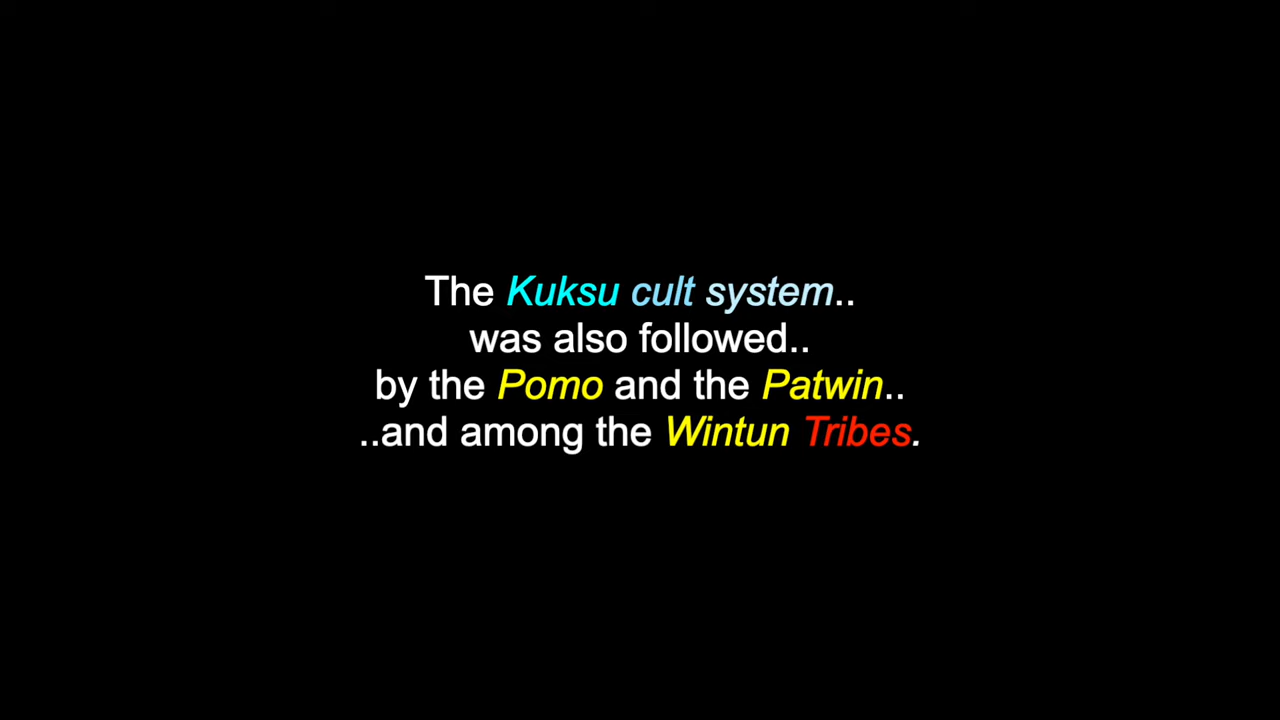 The Kuksu cult system..
was also followed..
by the Pomo and the Patwin..
..and among the Wintun Tribes.